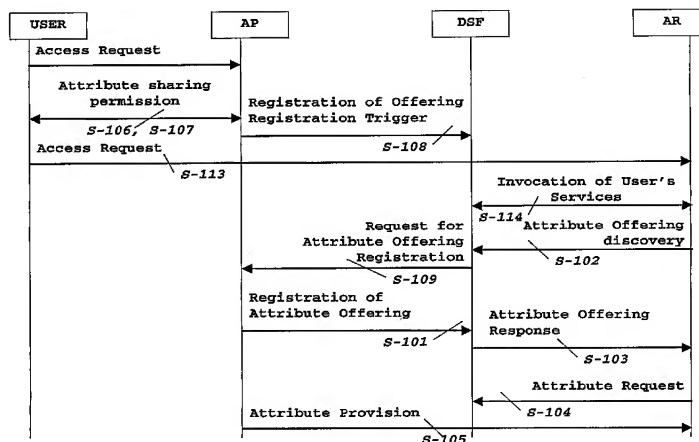 USER
AP
DSF
AR
Access Request
Attribute sharing
permission
S-106, S-107
Registration of Offering
Registration Trigger
S-108
Access Request
S-113
Invocation of User's
Services
S-114
Attribute Offering
discovery
S-102
Request for
Attribute Offering
Registration
S-109
Registration of
Attribute Offering
S-101
Attribute Offering
Response
S-103
Attribute Request
S-104
Attribute Provision
S-105